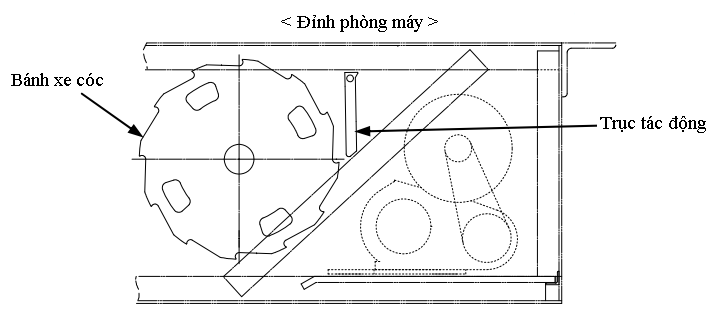 < Đỉnh phòng máy >
Bánh xe cóc
Trục tác động